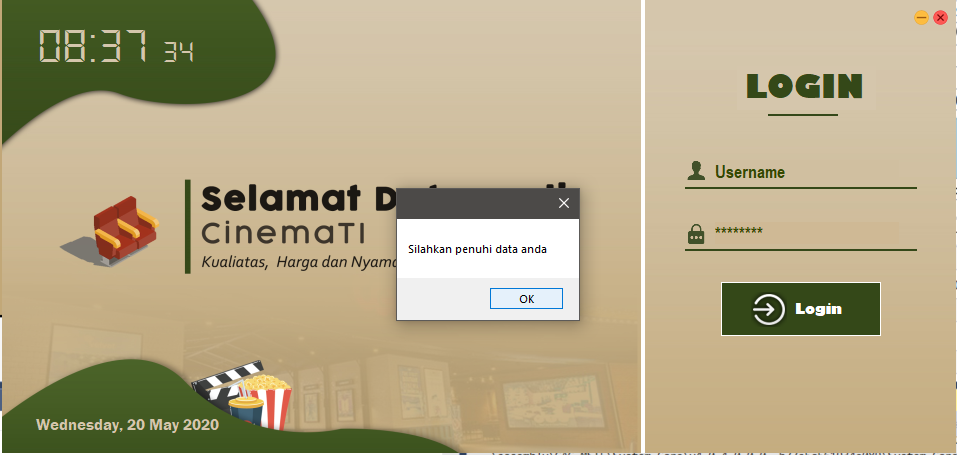 08:37 34
LOGIN
Username
********
Login
Selamat D
CinemaTI
Kualiatas, Harga dan Nyama
Silahkan penuhi data anda
OK
Wednesday, 20 May 2020